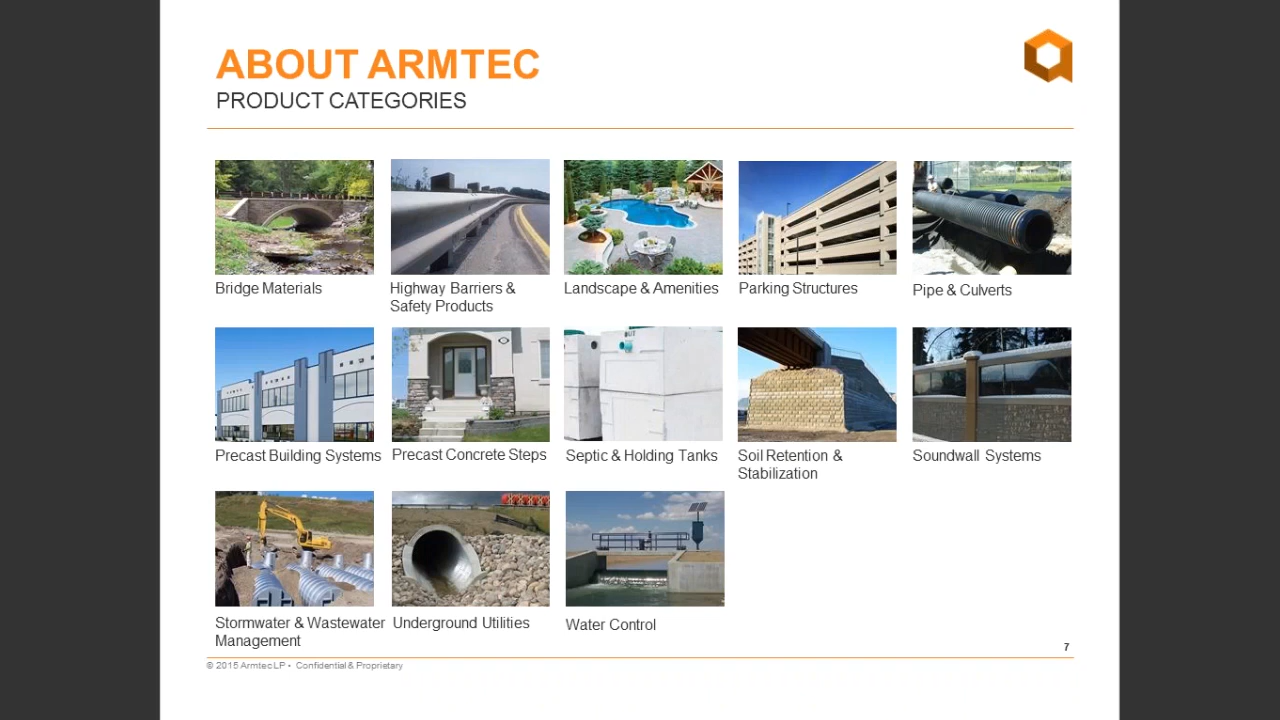 ABOUT ARMTEC
PRODUCT CATEGORIES
Bridge Materials
Highway Barriers &
Safety Products
Landscape & Amenities
Parking Structures
Pipe & Culverts
Precast Building Systems
Precast Concrete Steps
Septic & Holding Tanks
Soil Retention &
Stabilization
Soundwall Systems
Stormwater & Wastewater
Management
Underground Utilities
Water Control
7
© 2015 Armtec LP • Confidential & Proprietary